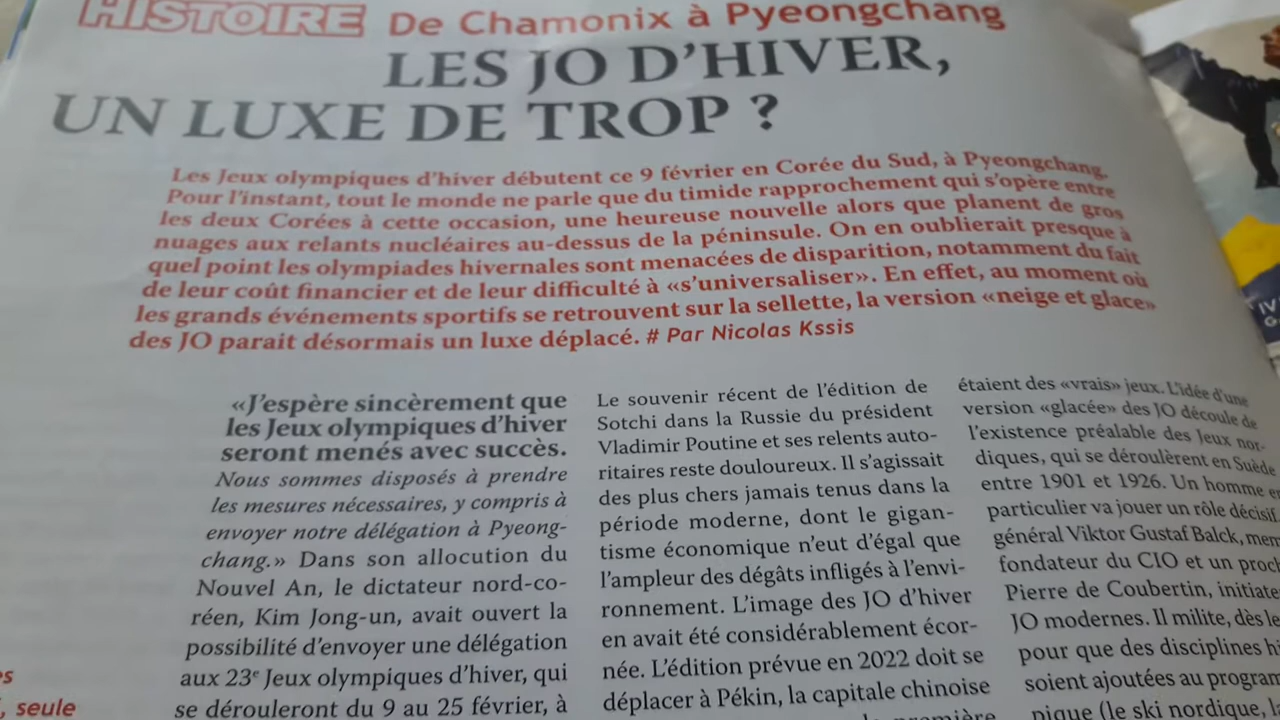 HISTOIRE De Chamonix à Pyeongchang
LES JO D'HIVER,
UN LUXE DE TROP ?
Les Jeux olympiques d'hiver débutent ce 9 février en Corée du Sud, à Pyeongchang.
Pour l'instant, tout le monde ne parle que du timide rapprochement qui s'opère entre
les deux Corées à cette occasion, une heureuse nouvelle alors que planent de gros
nuages aux relants nucléaires au-dessus de la péninsule. On en oublierait presque à
quel point les olympiades hivernales sont menacées de disparition, notamment du fait
de leur coût financier et de leur difficulté à «s'universaliser». En effet, au moment où
les grands événements sportifs se retrouvent sur la sellette, la version «neige et glace»
des JO parait désormais un luxe déplacé. # Par Nicolas Kssis
«J'espère sincèrement que
les Jeux olympiques d'hiver
seront menés avec succès.
Nous sommes disposés à prendre
les mesures nécessaires, y compris à
envoyer notre délégation à Pyeong-
chang.» Dans son allocution du
Nouvel An, le dictateur nord-co-
réen, Kim Jong-un, avait ouvert la
possibilité d'envoyer une délégation
aux 23e Jeux olympiques d'hiver, qui
se dérouleront du 9 au 25 février, à
Le souvenir récent de l'édition de
Sotchi dans la Russie du président
Vladimir Poutine et ses relents auto-
ritaires reste douloureux. Il s'agissait
des plus chers jamais tenus dans la
période moderne, dont le gigan-
tisme économique n'eut d'égal que
l'ampleur des dégâts infligés à l'envi-
ronnement. L'image des JO d'hiver
en avait été considérablement écor-
née. L'édition prévue en 2022 doit se
déplacer à Pékin, la capitale chinoise
première
étaient des «vrais» jeux. L'idée d'une
version «glacée» des JO découle de
l'existence préalable des Jeux nor-
diques, qui se déroulèrent en Suède
entre 1901 et 1926. Un homme en
particulier va jouer un rôle décisif.
général Viktor Gustaf Balck, mem
fondateur du CIO et un proch
Pierre de Coubertin, initiate
JO modernes. Il milite, dès le
pour que des disciplines hi
soient ajoutées au program
pique (le ski nordique, la
seule